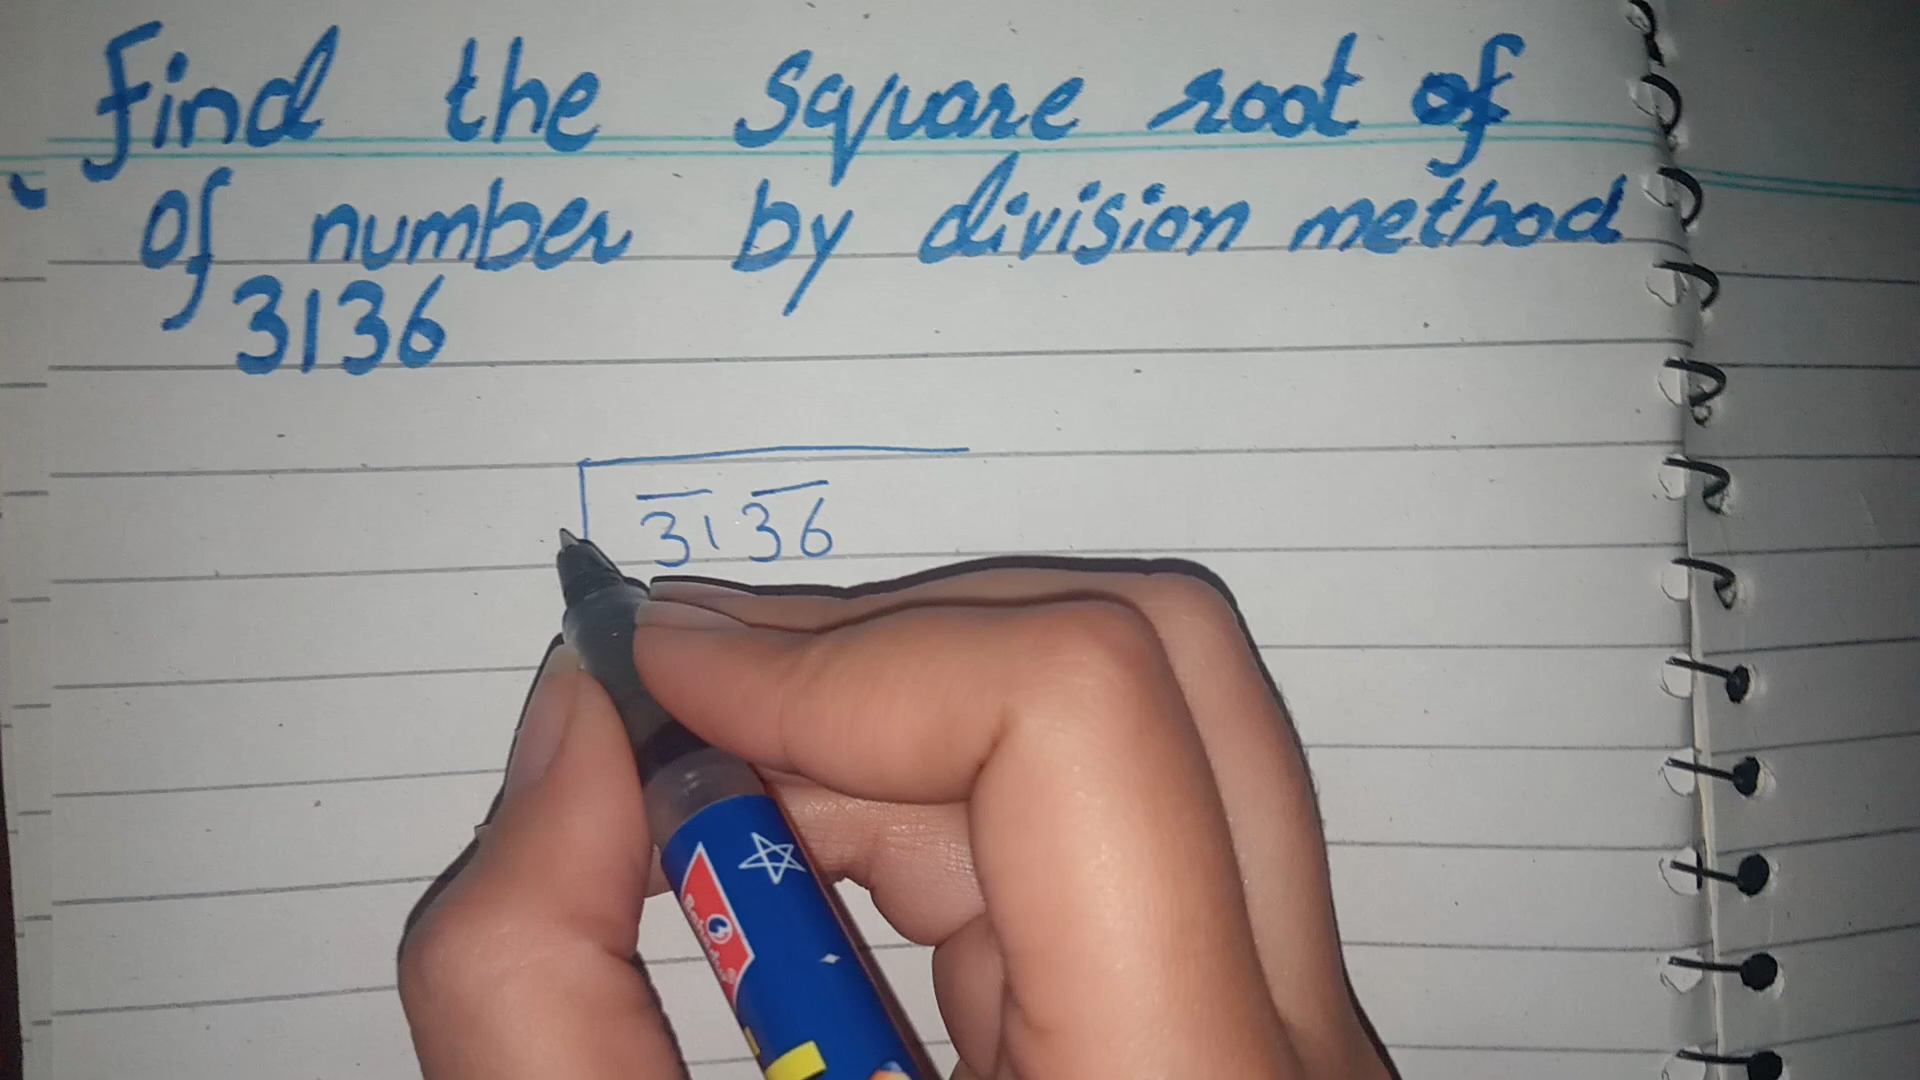 Find the Square root of
of number by division method
3136
3136